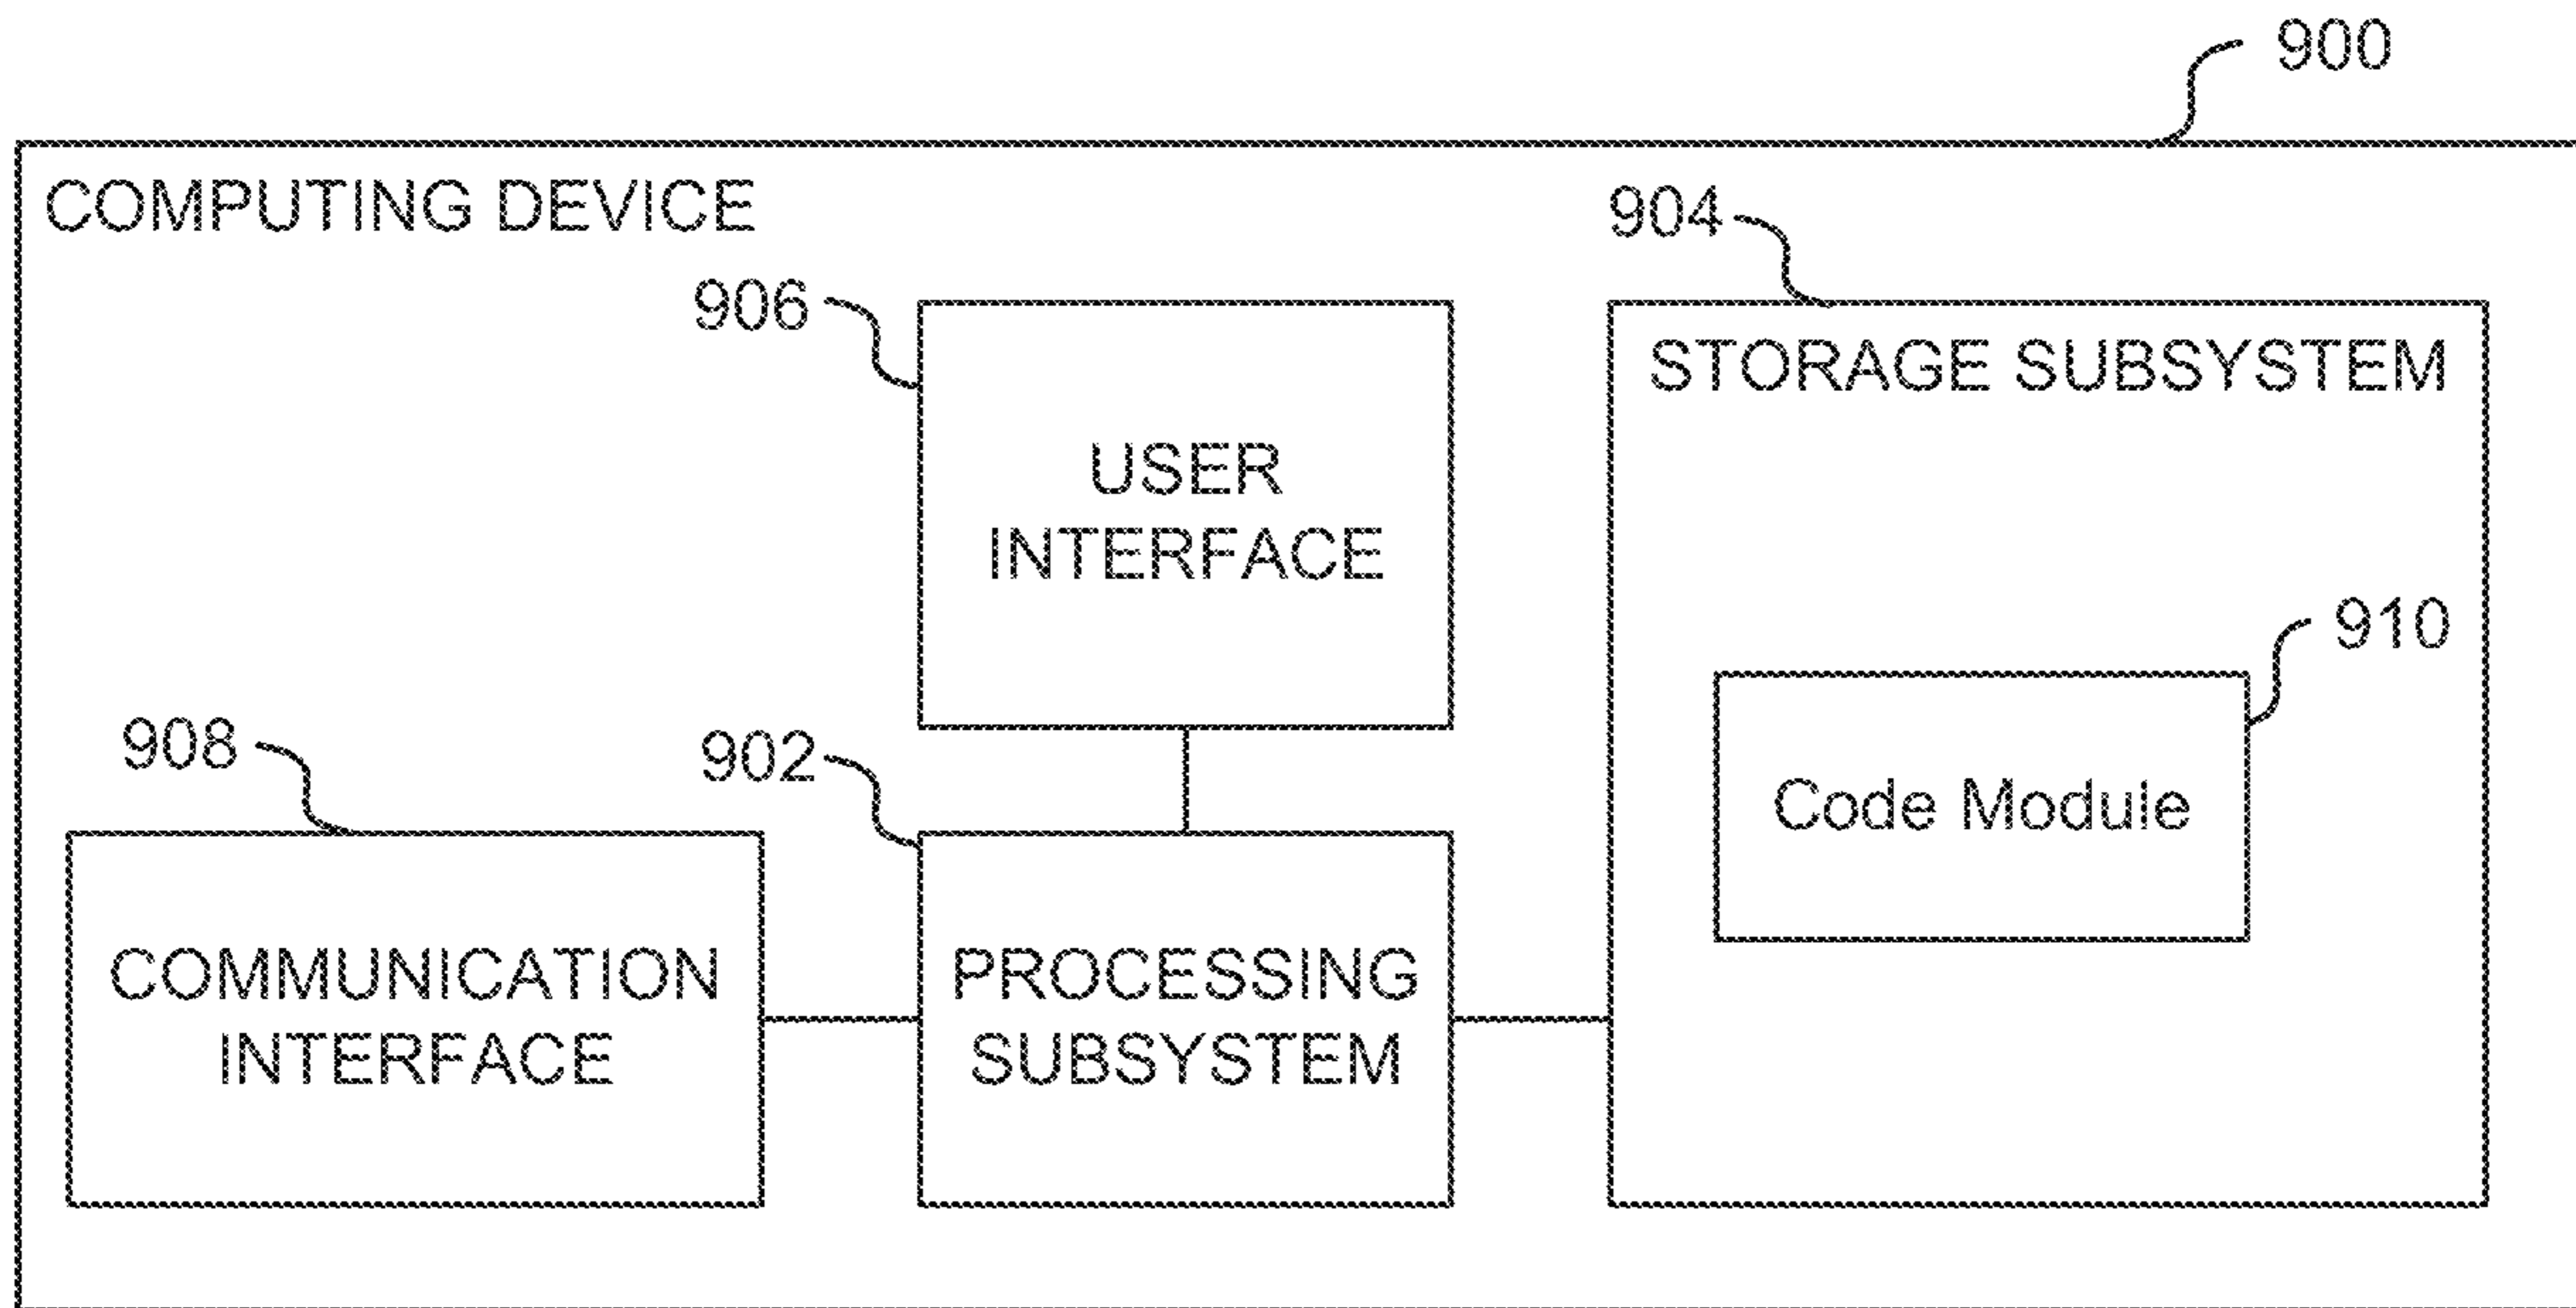 900
COMPUTING DEVICE
904
906
STORAGE SUBSYSTEM
USER
INTERFACE
910
908
902
Code Module
COMMUNICATION
INTERFACE
PROCESSING
SUBSYSTEM